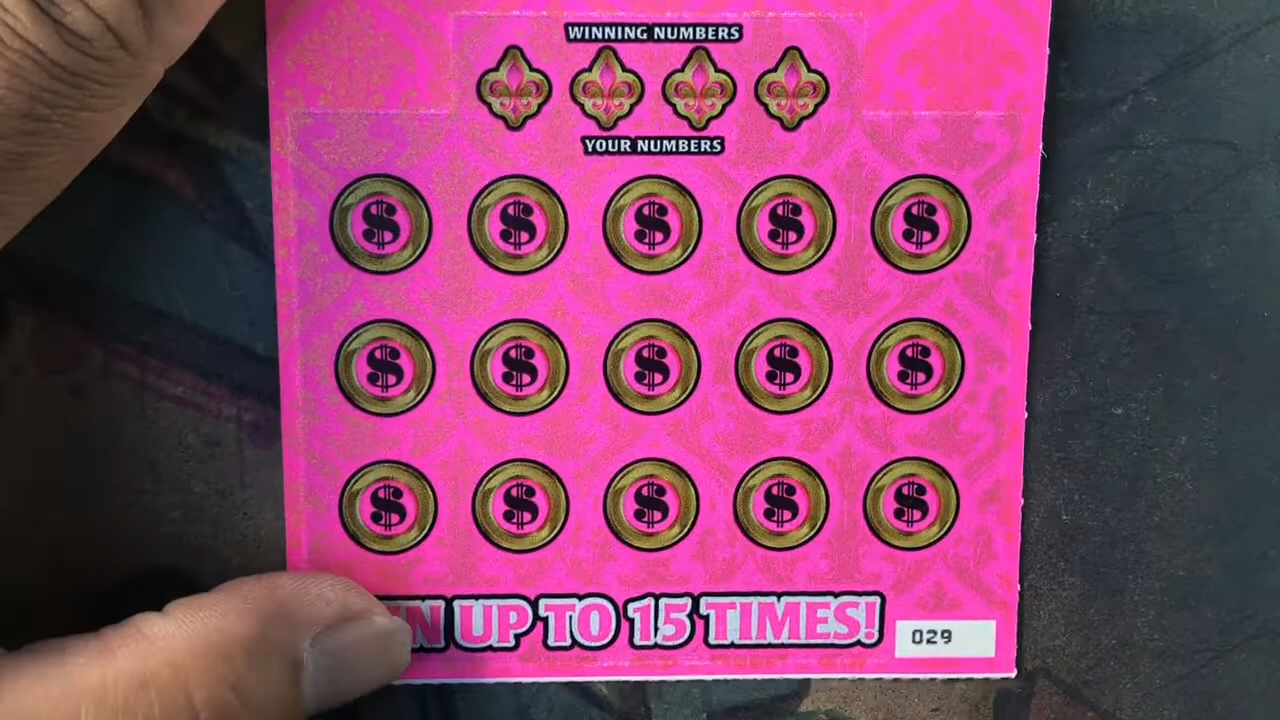 WINNING NUMBERS
YOUR NUMBERS
$ $ $ $ $
$ $ $ $ $
$ $ $ $ $
UP TO 15 TIMES!
029